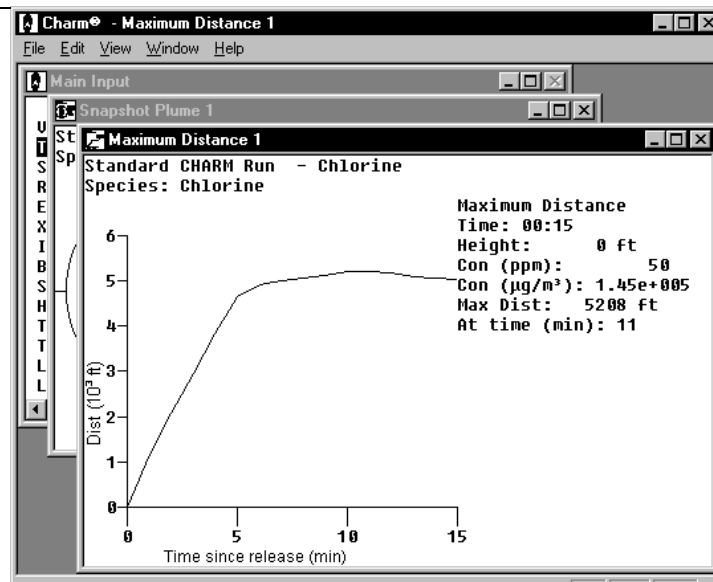 Charm® - Maximum Distance 1
File Edit View Window Help
Main Input
Snapshot Plume 1
Maximum Distance 1
V
T
S
R
E
X
I
B
S
H
T
T
L
L
St
Sp
Standard CHARM Run - Chlorine
Species: Chlorine
Maximum Distance
Time: 00:15
Height: 0 ft
Con (ppm): 50
Con (µg/m³): 1.45e+005
Max Dist: 5208 ft
At time (min): 11
6
5
4
3
2
1
0
Dist (10³ ft)
0 5 10 15
Time since release (min)